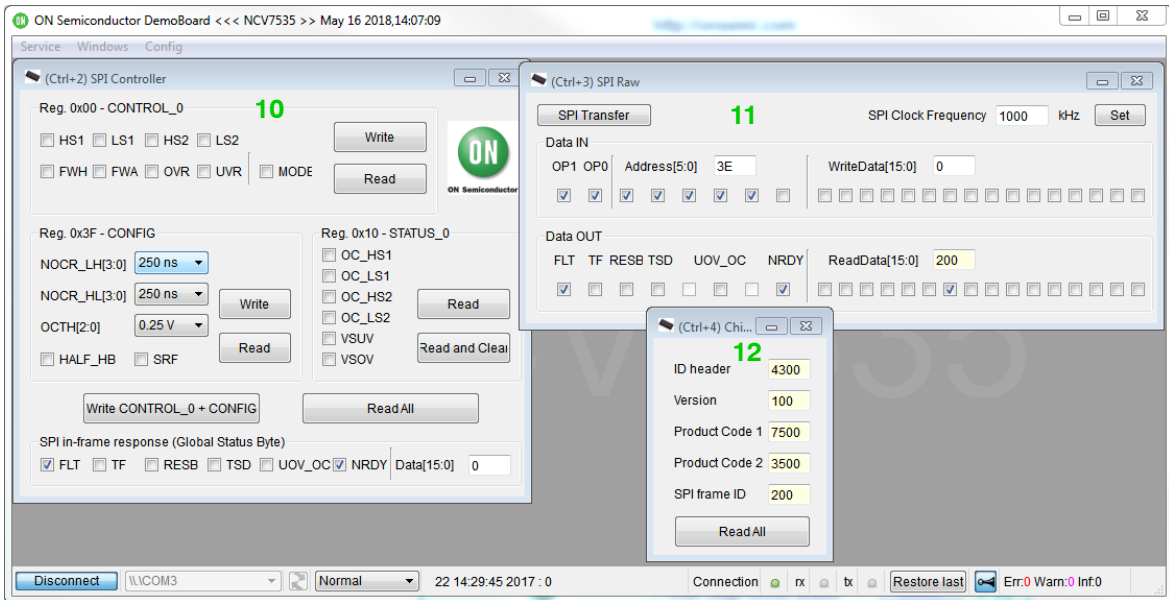 ON Semiconductor DemoBoard <<< NCV7535 >> May 16 2018,14:07:09
Service Windows Config
(Ctrl+2) SPI Controller
Reg. 0x00 - CONTROL_0
10
HS1 LS1 HS2 LS2
Write
FWH FWA OVR UVR MODE
Read
ON
ON Semiconductor
Reg. 0x3F - CONFIG
NOCR_LH[3:0] 250 ns
NOCR_HL[3:0] 250 ns
Write
OCTH[2:0] 0.25 V
Read
HALF_HB SRF
Reg. 0x10 - STATUS_0
OC_HS1
OC_LS1
OC_HS2
Read
OC_LS2
VSUV
Read and Clear
VSOV
Write CONTROL_0 + CONFIG
Read All
SPI in-frame response (Global Status Byte)
FLT TF RESB TSD UOV_OC NRDY Data[15:0] 0
(Ctrl+3) SPI Raw
SPI Transfer
11
SPI Clock Frequency 1000 kHz Set
Data IN
OP1 OP0 Address[5:0] 3E WriteData[15:0] 0
Data OUT
FLT TF RESB TSD UOV_OC NRDY ReadData[15:0] 200
(Ctrl+4) Chi...
12
ID header 4300
Version 100
Product Code 1 7500
Product Code 2 3500
SPI frame ID 200
Read All
Disconnect \\.\COM3 Normal 22 14:29:45 2017 : 0 Connection rx tx Restore last Err:0 Warn:0 Inf:0